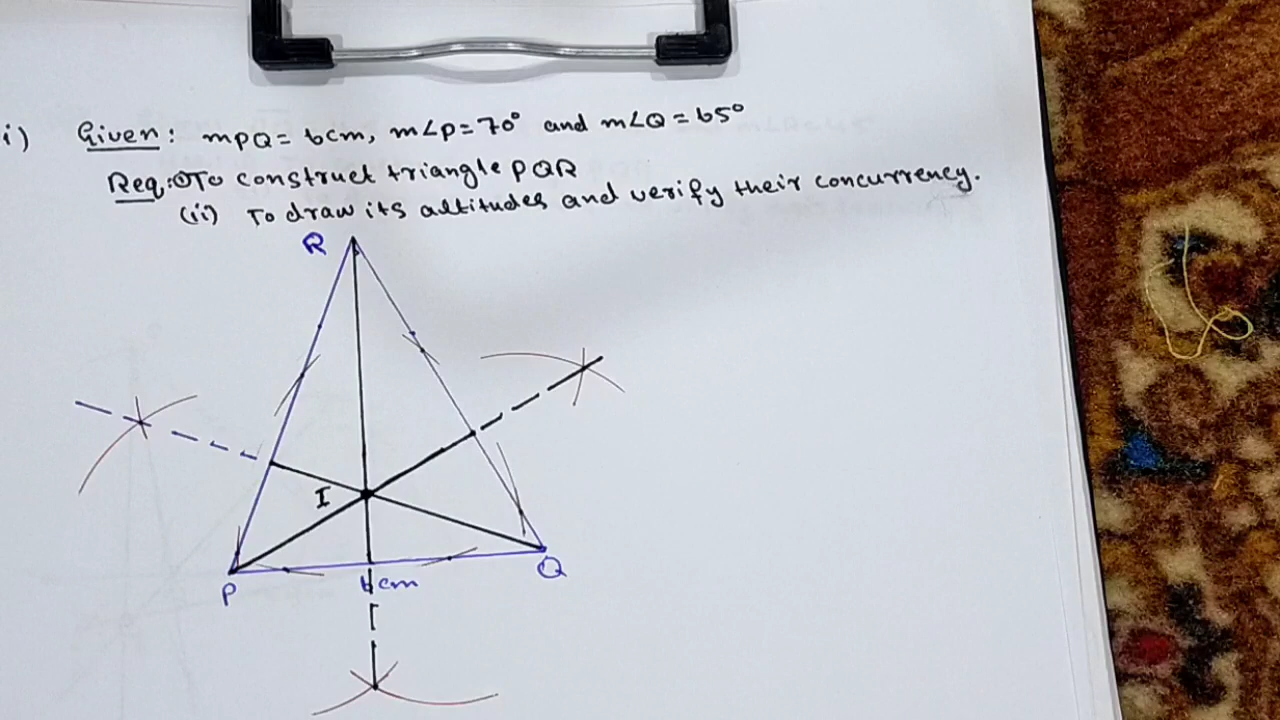 i) Given: mPQ = 6cm, m∠P = 70° and m∠Q = 65°
Req: (i) To construct triangle PQR
(ii) To draw its altitudes and verify their concurrency.
R
I
P
6cm
Q